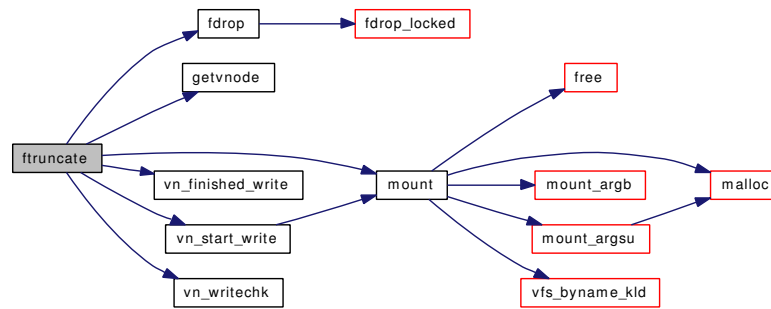 fdrop
fdrop_locked
getvnode
free
ftruncate
vn_finished_write
mount
mount_argb
malloc
vn_start_write
mount_argsu
vn_writechk
vfs_byname_kld